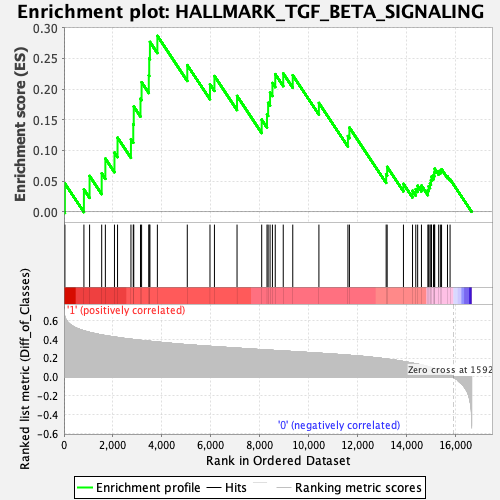 Enrichment plot: HALLMARK_TGF_BETA_SIGNALING
Enrichment score (ES)
0.30
0.25
0.20
0.15
0.10
0.05
0.00
'1' (positively correlated)
Ranked list metric (Diff_of_Classes)
0.6
0.4
0.2
0.0
-0.2
-0.4
-0.6
Zero cross at 1592
'0' (negatively correlated)
0
2,000
4,000
6,000
8,000
10,000
12,000
14,000
16,000
Rank in Ordered Dataset
Enrichment profile
Hits
Ranking metric scores